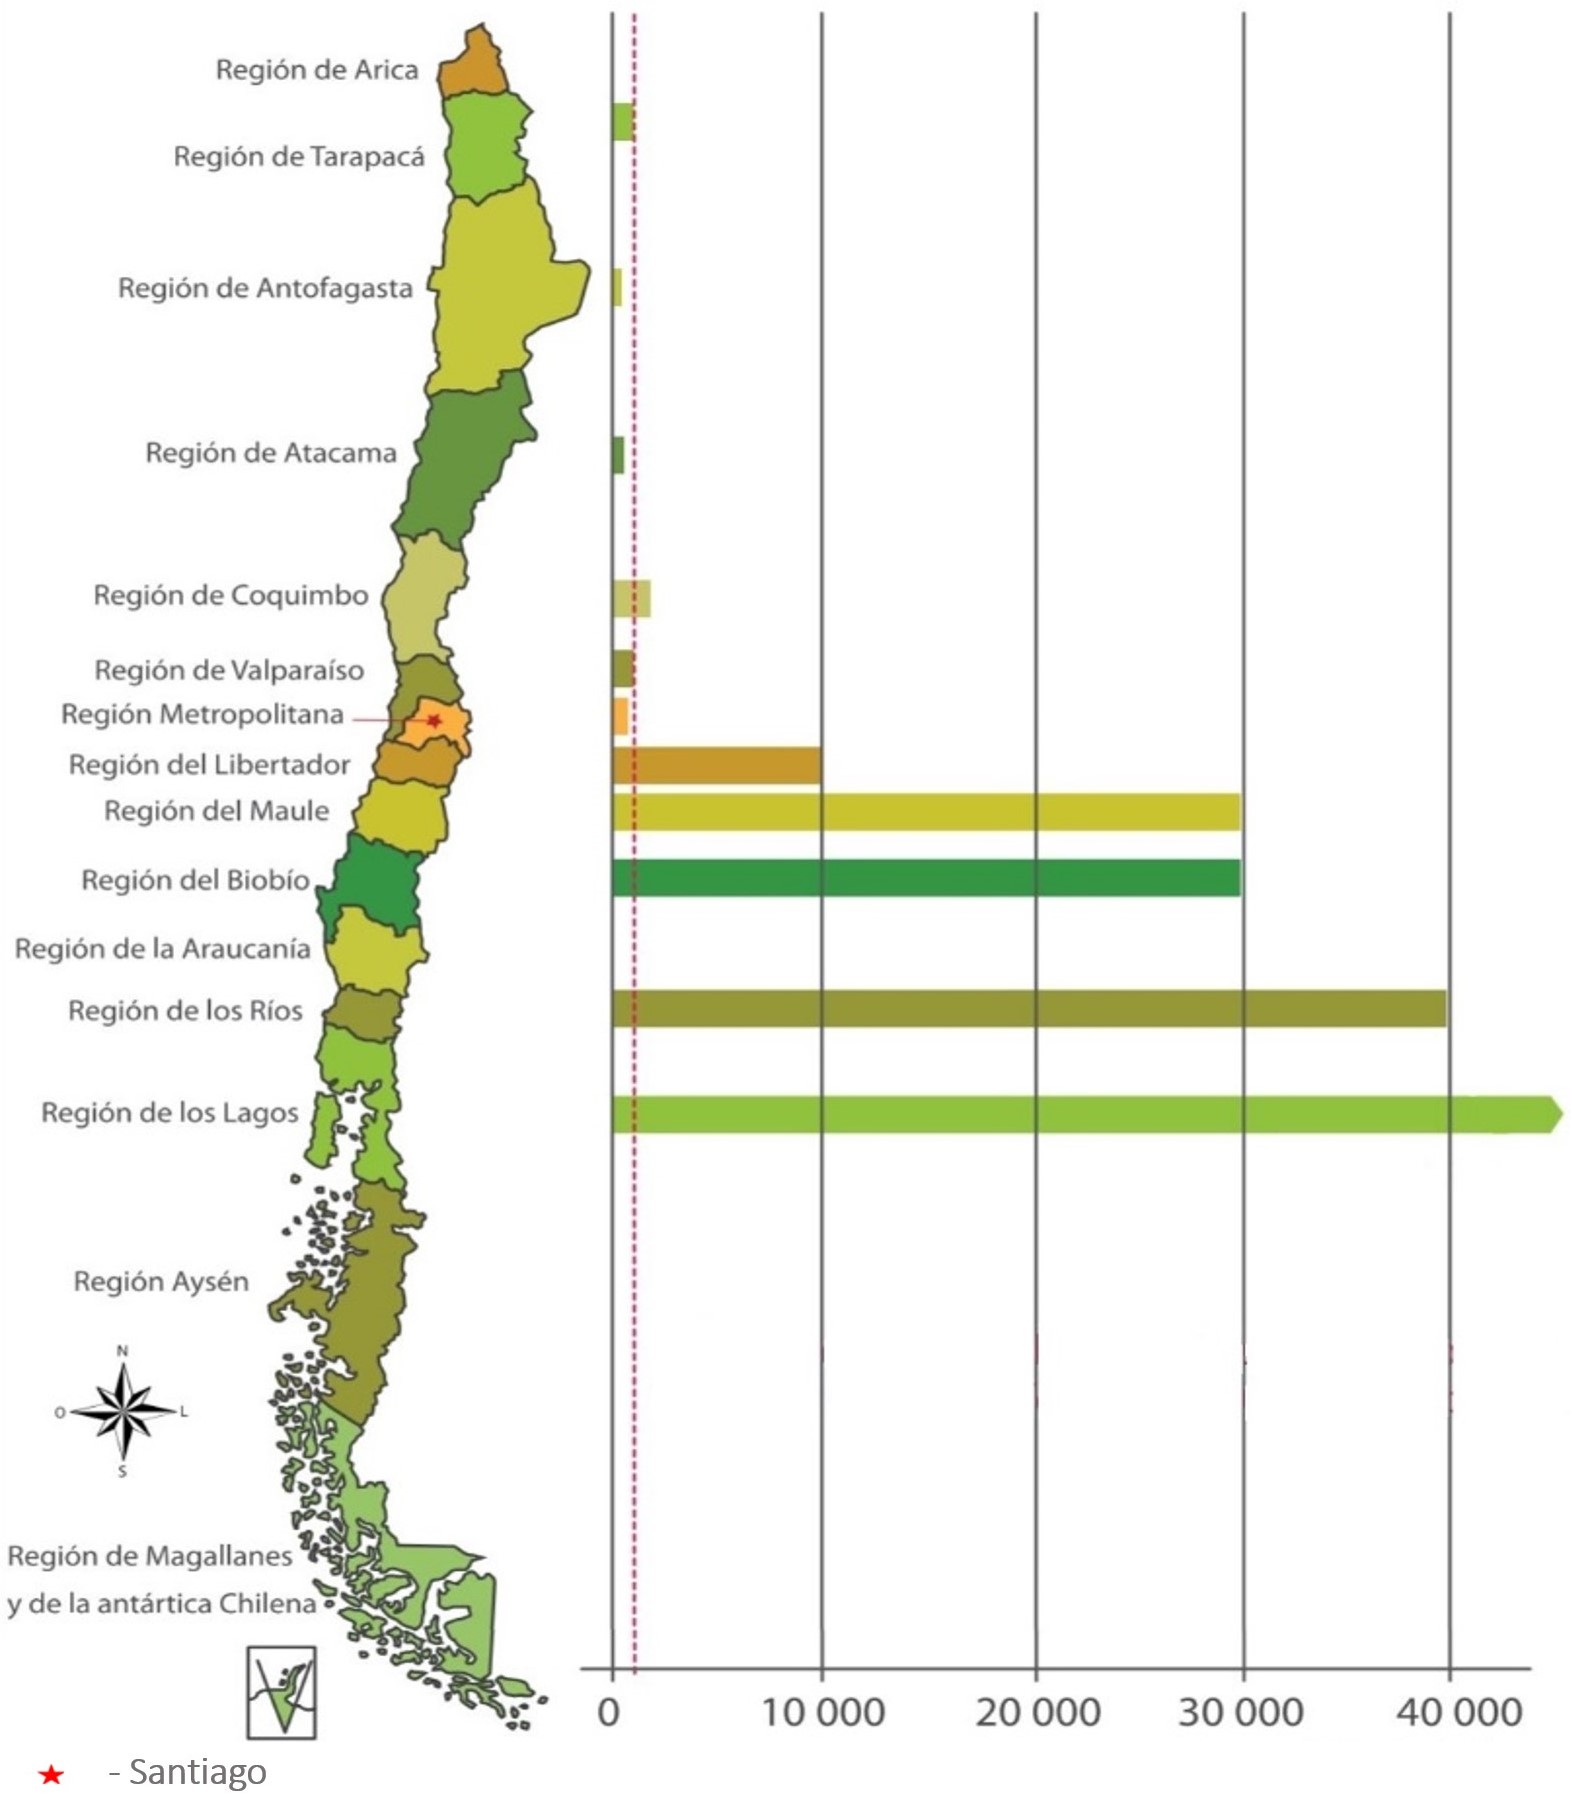 Región de Arica
Región de Tarapacá
Región de Antofagasta
Región de Atacama
Región de Coquimbo
Región de Valparaíso
Región Metropolitana
Región del Libertador
Región del Maule
Región del Biobío
Región de la Araucanía
Región de los Ríos
Región de los Lagos
Región Aysén
N
O L
S
Región de Magallanes
y de la antártica Chilena
0 10 000 20 000 30 000 40 000
- Santiago